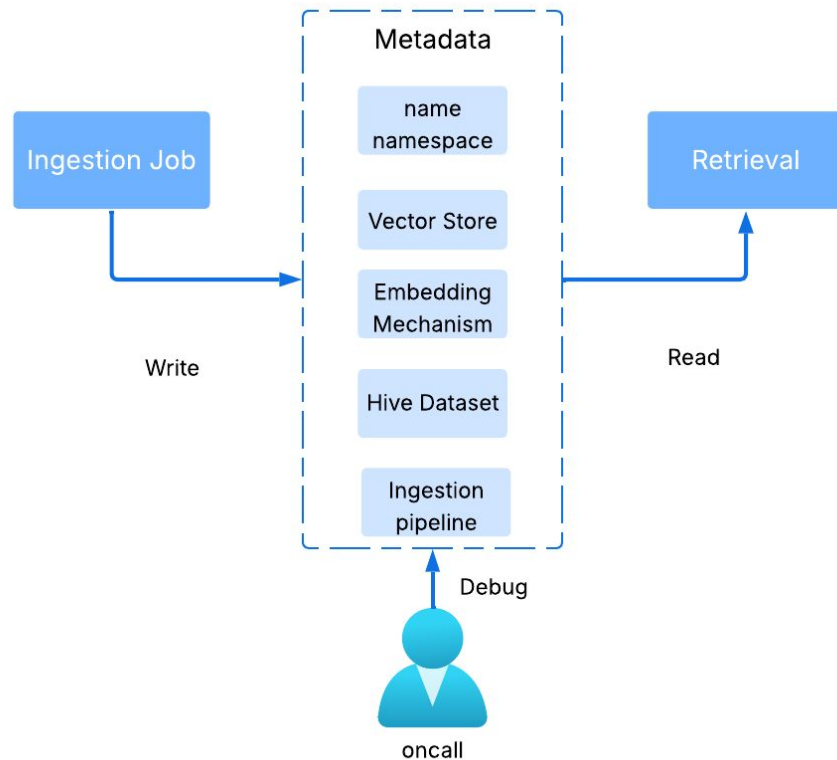 Metadata
name
namespace
Ingestion Job
Retrieval
Vector Store
Embedding
Mechanism
Write
Read
Hive Dataset
Ingestion
pipeline
Debug
oncall